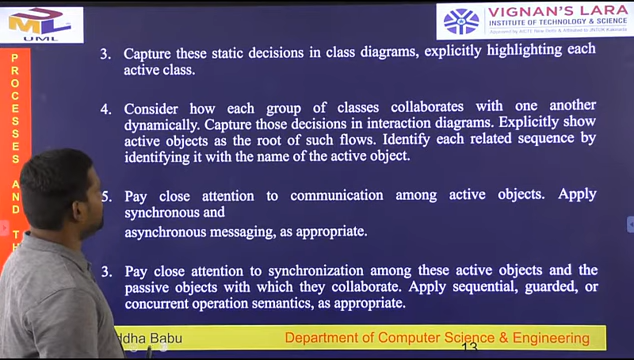 UML
VIGNAN'S LARA
INSTITUTE OF TECHNOLOGY & SCIENCE
PROCESSES AND TH
3. Capture these static decisions in class diagrams, explicitly highlighting each
active class.
4. Consider how each group of classes collaborates with one another
dynamically. Capture those decisions in interaction diagrams. Explicitly show
active objects as the root of such flows. Identify each related sequence by
identifying it with the name of the active object.
5. Pay close attention to communication among active objects. Apply
synchronous and
asynchronous messaging, as appropriate.
3. Pay close attention to synchronization among these active objects and the
passive objects with which they collaborate. Apply sequential, guarded, or
concurrent operation semantics, as appropriate.
ddha Babu
Department of Computer Science & Engineering
13